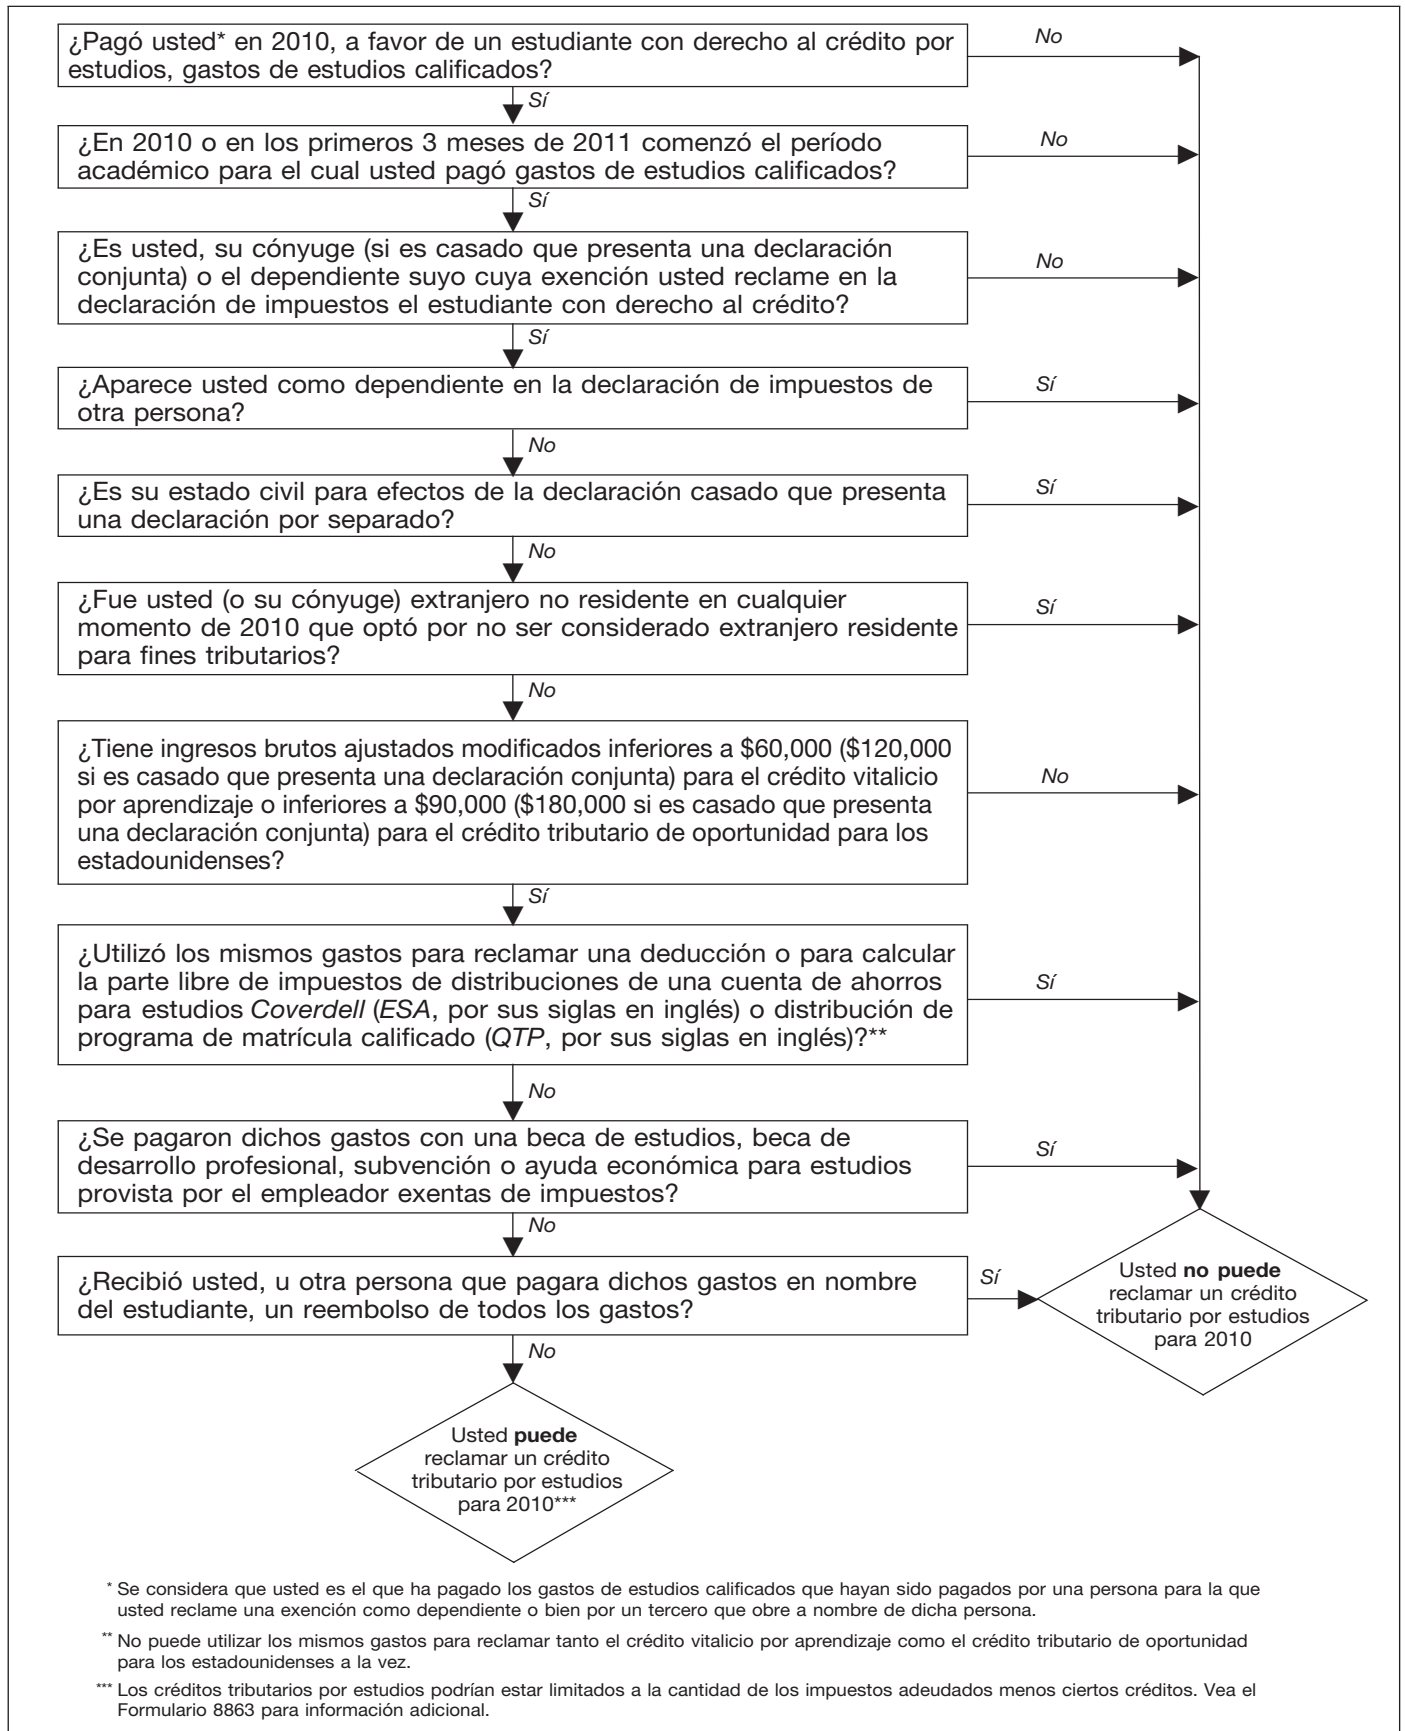 ¿Pagó usted* en 2010, a favor de un estudiante con derecho al crédito por
estudios, gastos de estudios calificados?
No
Sí
¿En 2010 o en los primeros 3 meses de 2011 comenzó el período
académico para el cual usted pagó gastos de estudios calificados?
No
Sí
¿Es usted, su cónyuge (si es casado que presenta una declaración
conjunta) o el dependiente suyo cuya exención usted reclame en la
declaración de impuestos el estudiante con derecho al crédito?
No
Sí
¿Aparece usted como dependiente en la declaración de impuestos de
otra persona?
Sí
No
¿Es su estado civil para efectos de la declaración casado que presenta
una declaración por separado?
Sí
No
¿Fue usted (o su cónyuge) extranjero no residente en cualquier
momento de 2010 que optó por no ser considerado extranjero residente
para fines tributarios?
Sí
No
¿Tiene ingresos brutos ajustados modificados inferiores a $60,000 ($120,000
si es casado que presenta una declaración conjunta) para el crédito vitalicio
por aprendizaje o inferiores a $90,000 ($180,000 si es casado que presenta
una declaración conjunta) para el crédito tributario de oportunidad para los
estadounidenses?
No
Sí
¿Utilizó los mismos gastos para reclamar una deducción o para calcular
la parte libre de impuestos de distribuciones de una cuenta de ahorros
para estudios Coverdell (ESA, por sus siglas en inglés) o distribución de
programa de matrícula calificado (QTP, por sus siglas en inglés)?**
Sí
No
¿Se pagaron dichos gastos con una beca de estudios, beca de
desarrollo profesional, subvención o ayuda económica para estudios
provista por el empleador exentas de impuestos?
Sí
No
¿Recibió usted, u otra persona que pagara dichos gastos en nombre
del estudiante, un reembolso de todos los gastos?
Sí
No
Usted no puede
reclamar un crédito
tributario por estudios
para 2010
Usted puede
reclamar un crédito
tributario por estudios
para 2010***
* Se considera que usted es el que ha pagado los gastos de estudios calificados que hayan sido pagados por una persona para la que
usted reclame una exención como dependiente o bien por un tercero que obre a nombre de dicha persona.
** No puede utilizar los mismos gastos para reclamar tanto el crédito vitalicio por aprendizaje como el crédito tributario de oportunidad
para los estadounidenses a la vez.
*** Los créditos tributarios por estudios podrían estar limitados a la cantidad de los impuestos adeudados menos ciertos créditos. Vea el
Formulario 8863 para información adicional.